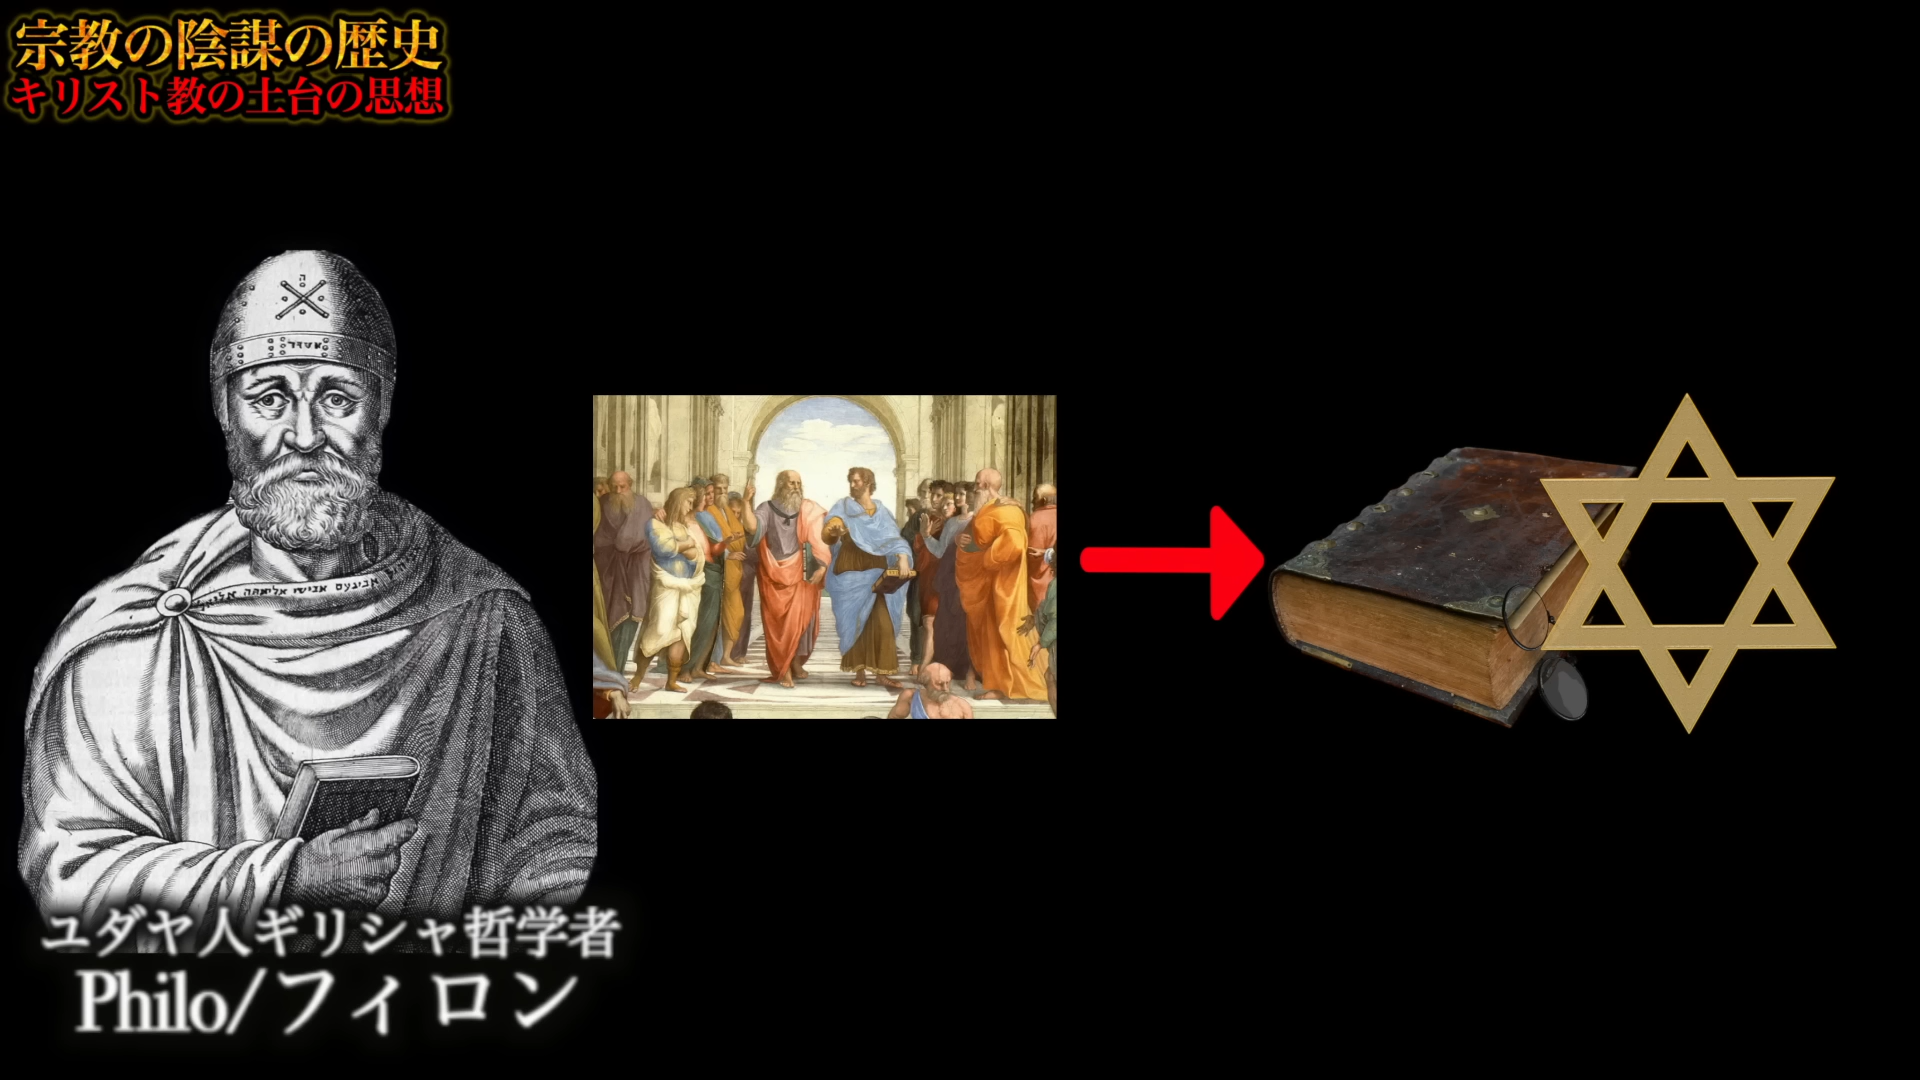 宗教の陰謀の歴史
キリスト教の土台の思想
ユダヤ人ギリシャ哲学者
Philo/フィロン